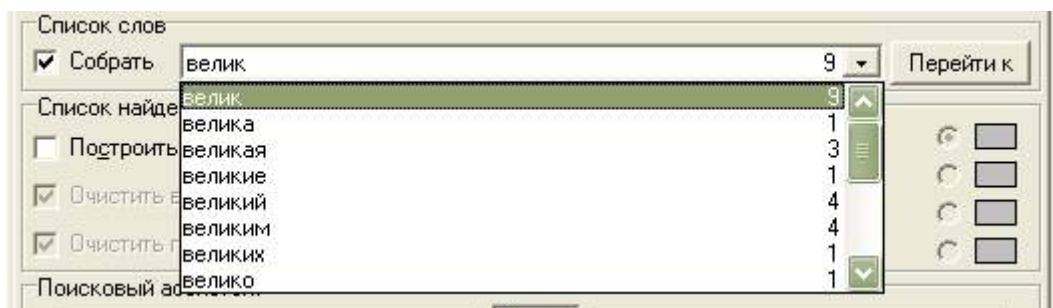 Список слов
Собрать велик 9 Перейти к
велик 9
Список найде
велика 1
Построить великая 3
великие 1
Очистить в великий 4
великим 4
Очистить великих 1
велико 1
Поисковый